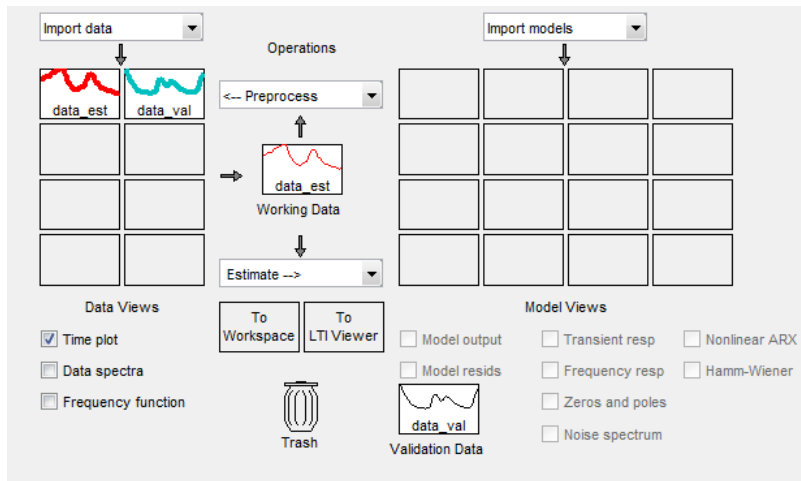 Import data
Import models
Operations
data_est
data_val
<-- Preprocess
data_est
Working Data
Estimate -->
Data Views
To
Workspace
To
LTI Viewer
Model Views
Time plot
Data spectra
Frequency function
Model output
Transient resp
Nonlinear ARX
Model resids
Frequency resp
Hamm-Wiener
Zeros and poles
Noise spectrum
data_val
Validation Data
Trash